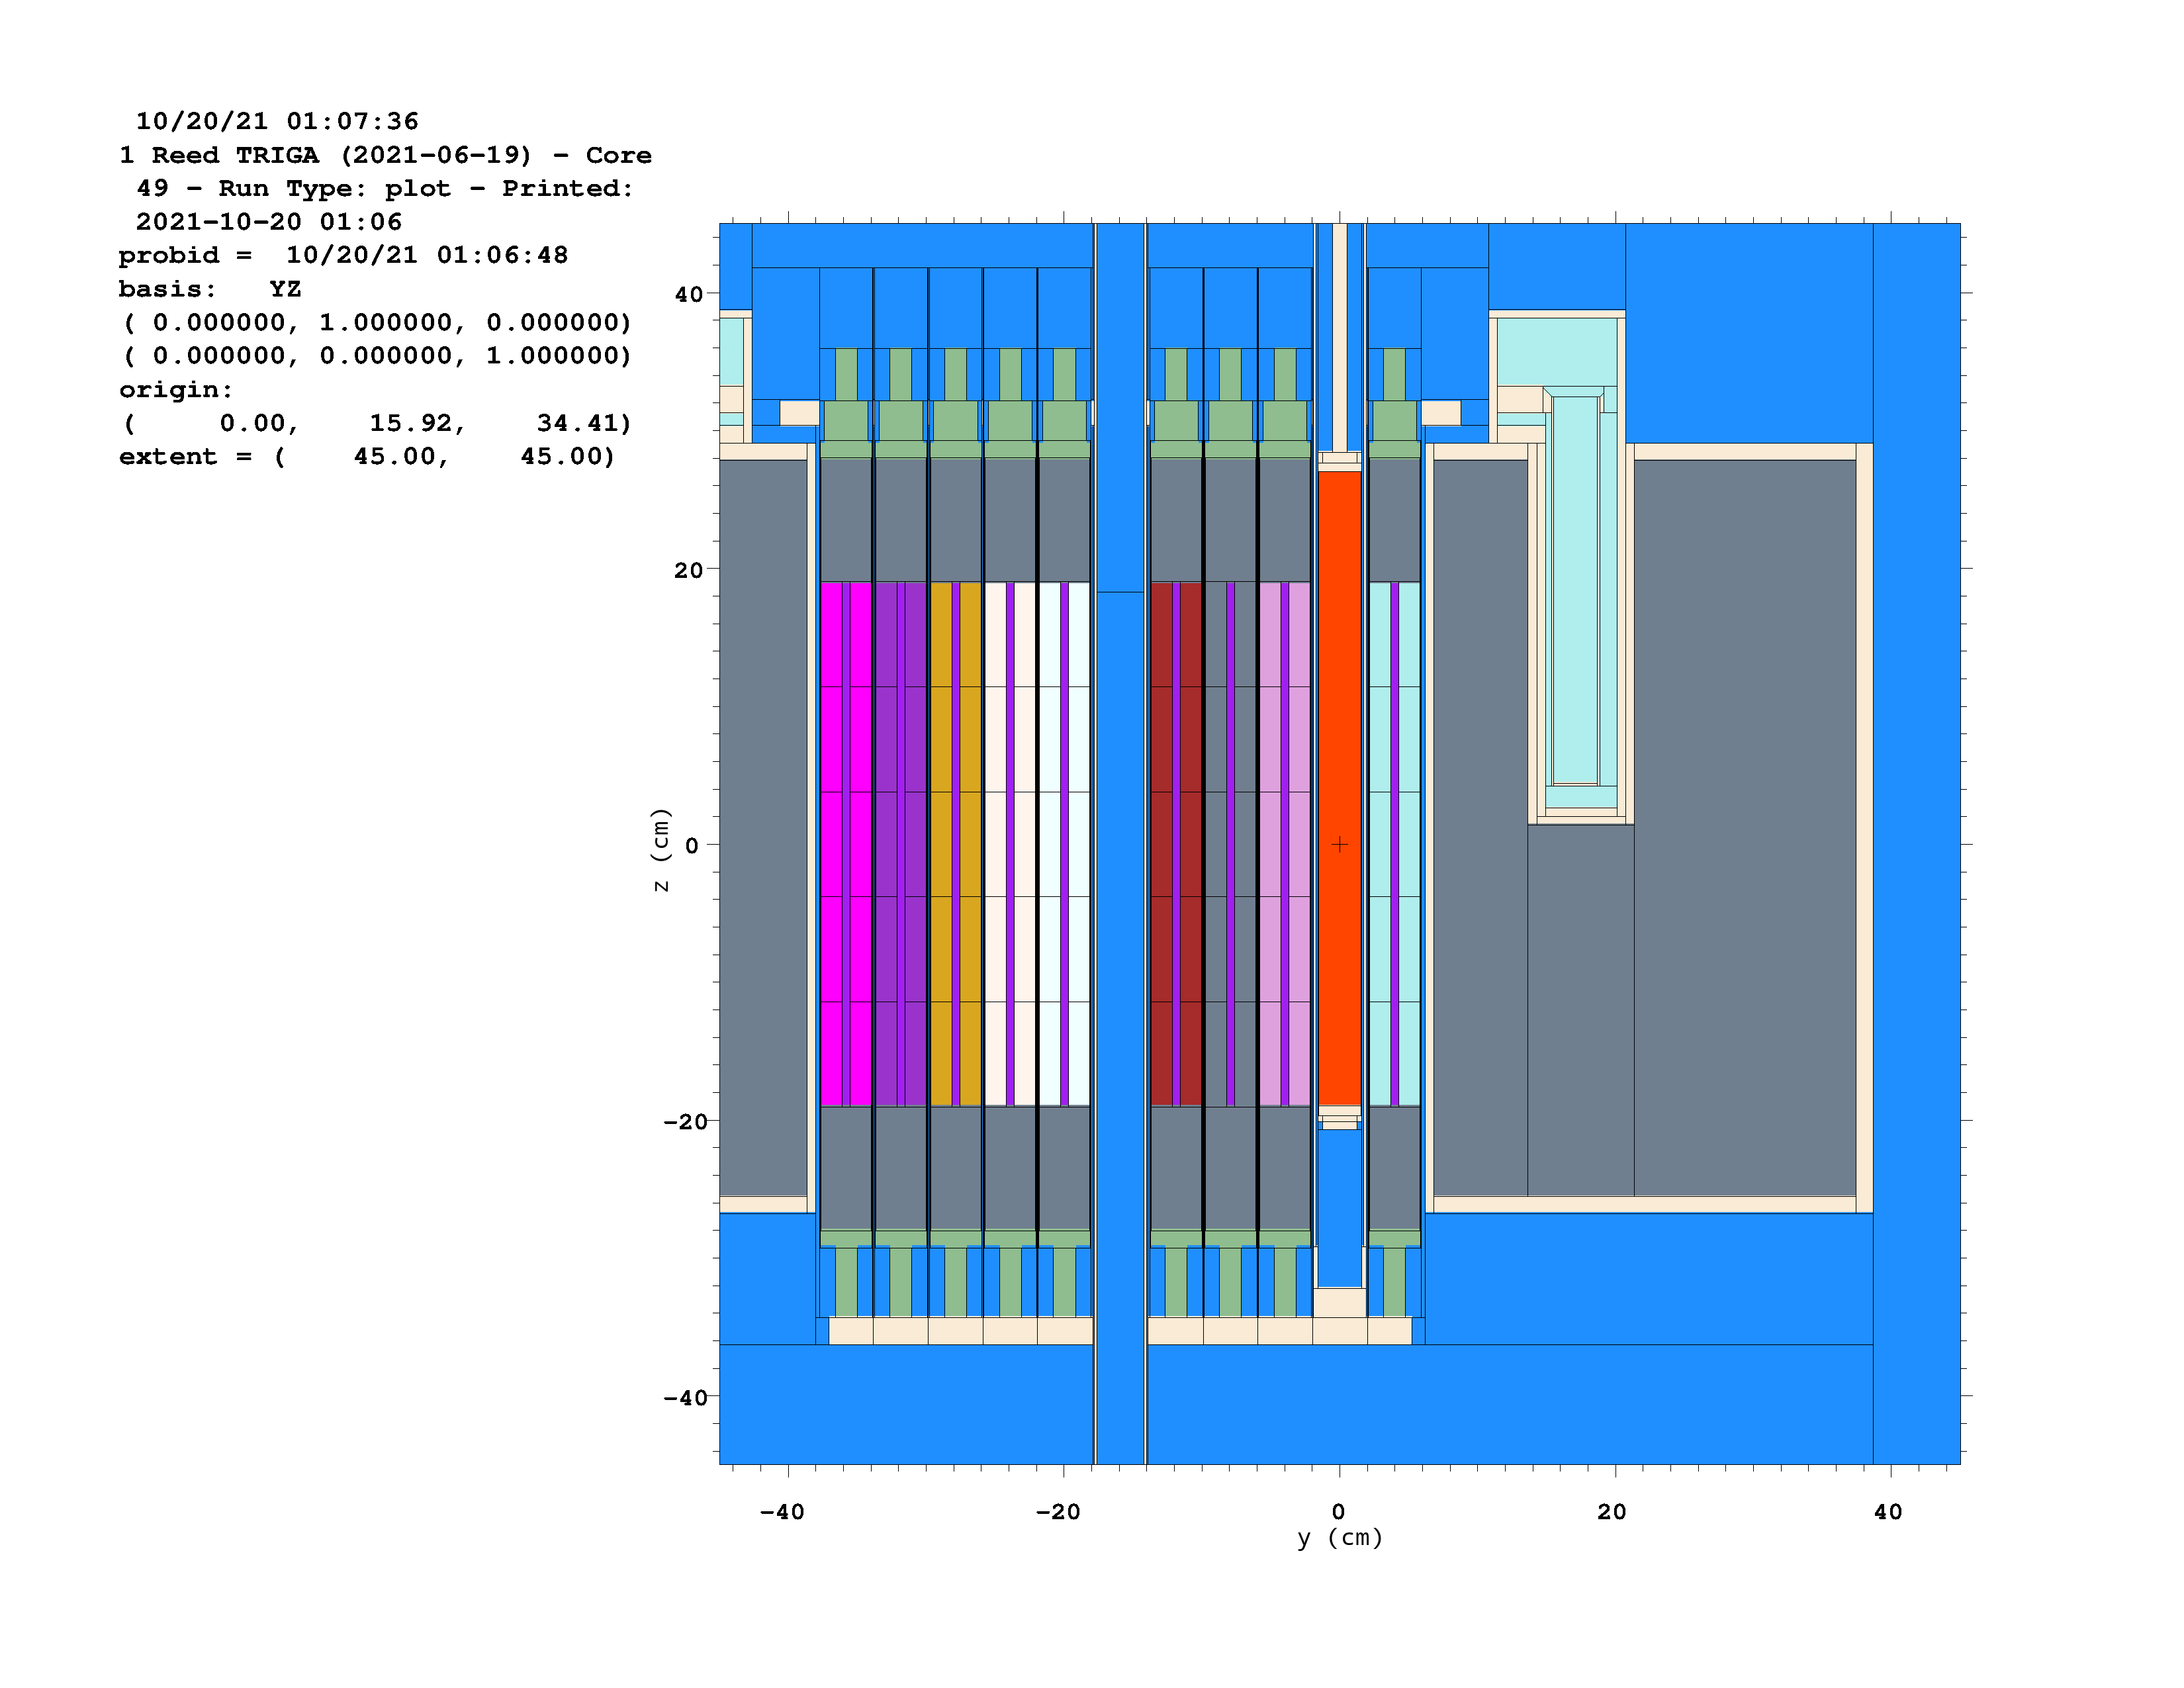 10/20/21 01:07:36
1 Reed TRIGA (2021-06-19) - Core
49 - Run Type: plot - Printed:
2021-10-20 01:06
probid = 10/20/21 01:06:48
basis: YZ
( 0.000000, 1.000000, 0.000000)
( 0.000000, 0.000000, 1.000000)
origin:
( 0.00, 15.92, 34.41)
extent = ( 45.00, 45.00)
40
20
0
-20
-40
z (cm)
-40 -20 0 20 40
y (cm)